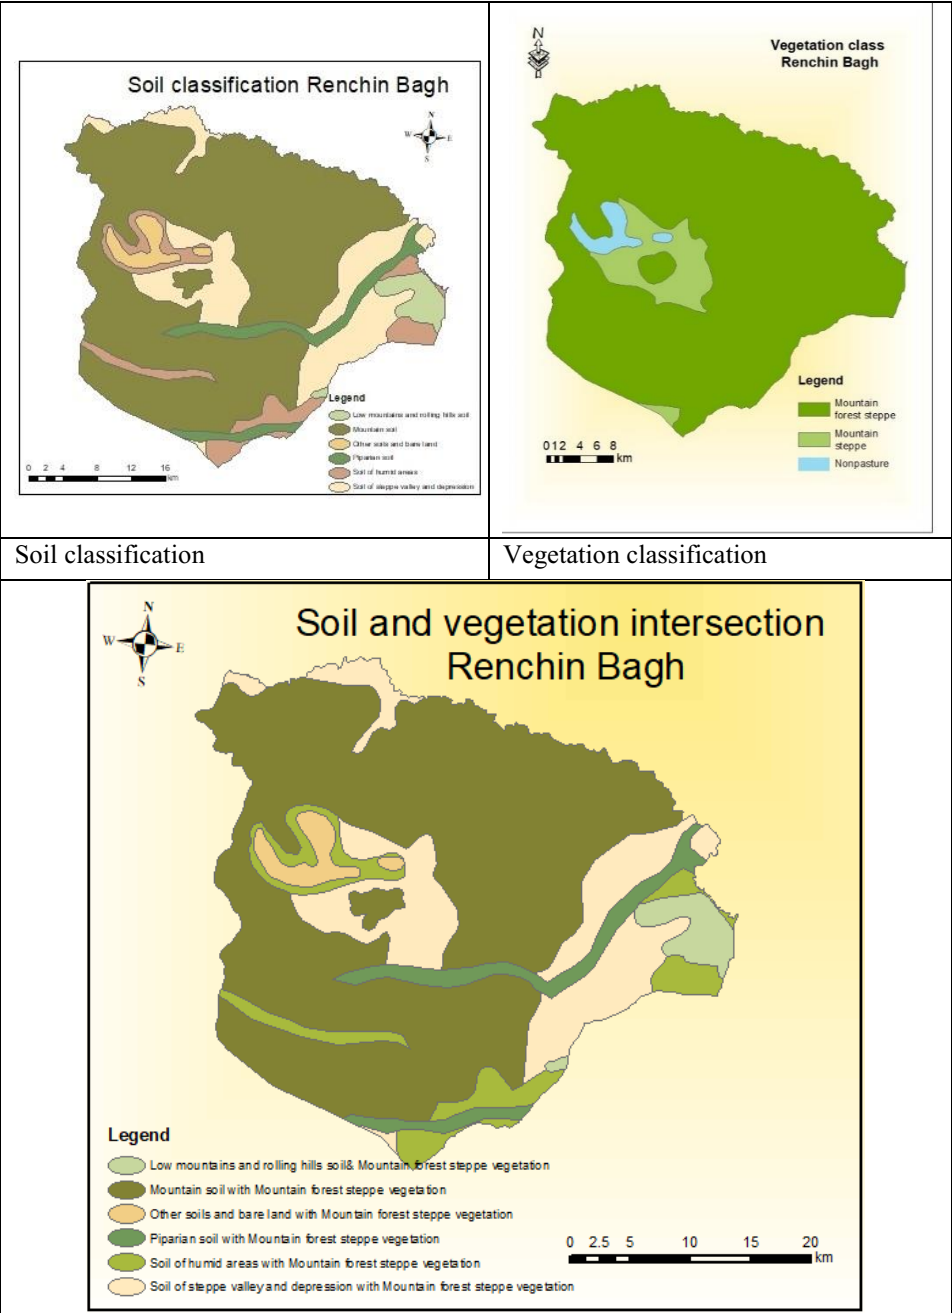 Soil classification Renchin Bagh
N
W E
S
Legend
Low mountains and rolling hills soil
Mountain soil
Other soils and bare land
Piparian soil
Soil of humid areas
Soil of steppe valley and depression
0 2 4 8 12 16
km
N
Vegetation class
Renchin Bagh
Legend
Mountain
forest steppe
Mountain
steppe
Nonpasture
0 1 2 4 6 8
km
Soil classification
Vegetation classification
Soil and vegetation intersection
Renchin Bagh
N
W E
S
Legend
Low mountains and rolling hills soil& Mountain forest steppe vegetation
Mountain soil with Mountain forest steppe vegetation
Other soils and bare land with Mountain forest steppe vegetation
Piparian soil with Mountain forest steppe vegetation
Soil of humid areas with Mountain forest steppe vegetation
Soil of steppe valley and depression with Mountain forest steppe vegetation
0 2.5 5 10 15 20
km